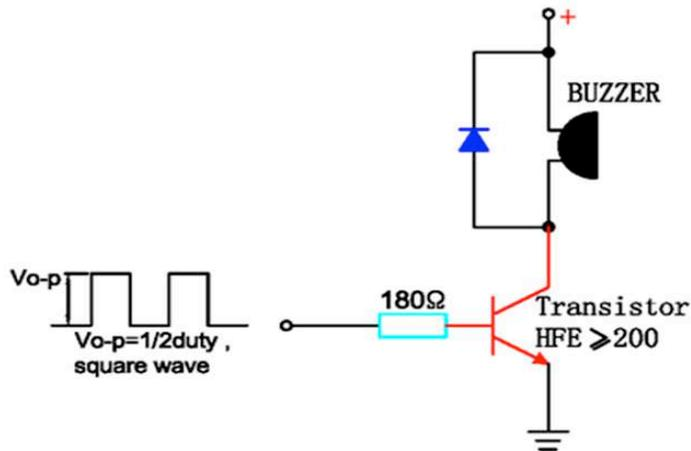 +
BUZZER
Vo-p
180Ω
Transistor
HFE ≥200
Vo-p=1/2duty ,
square wave